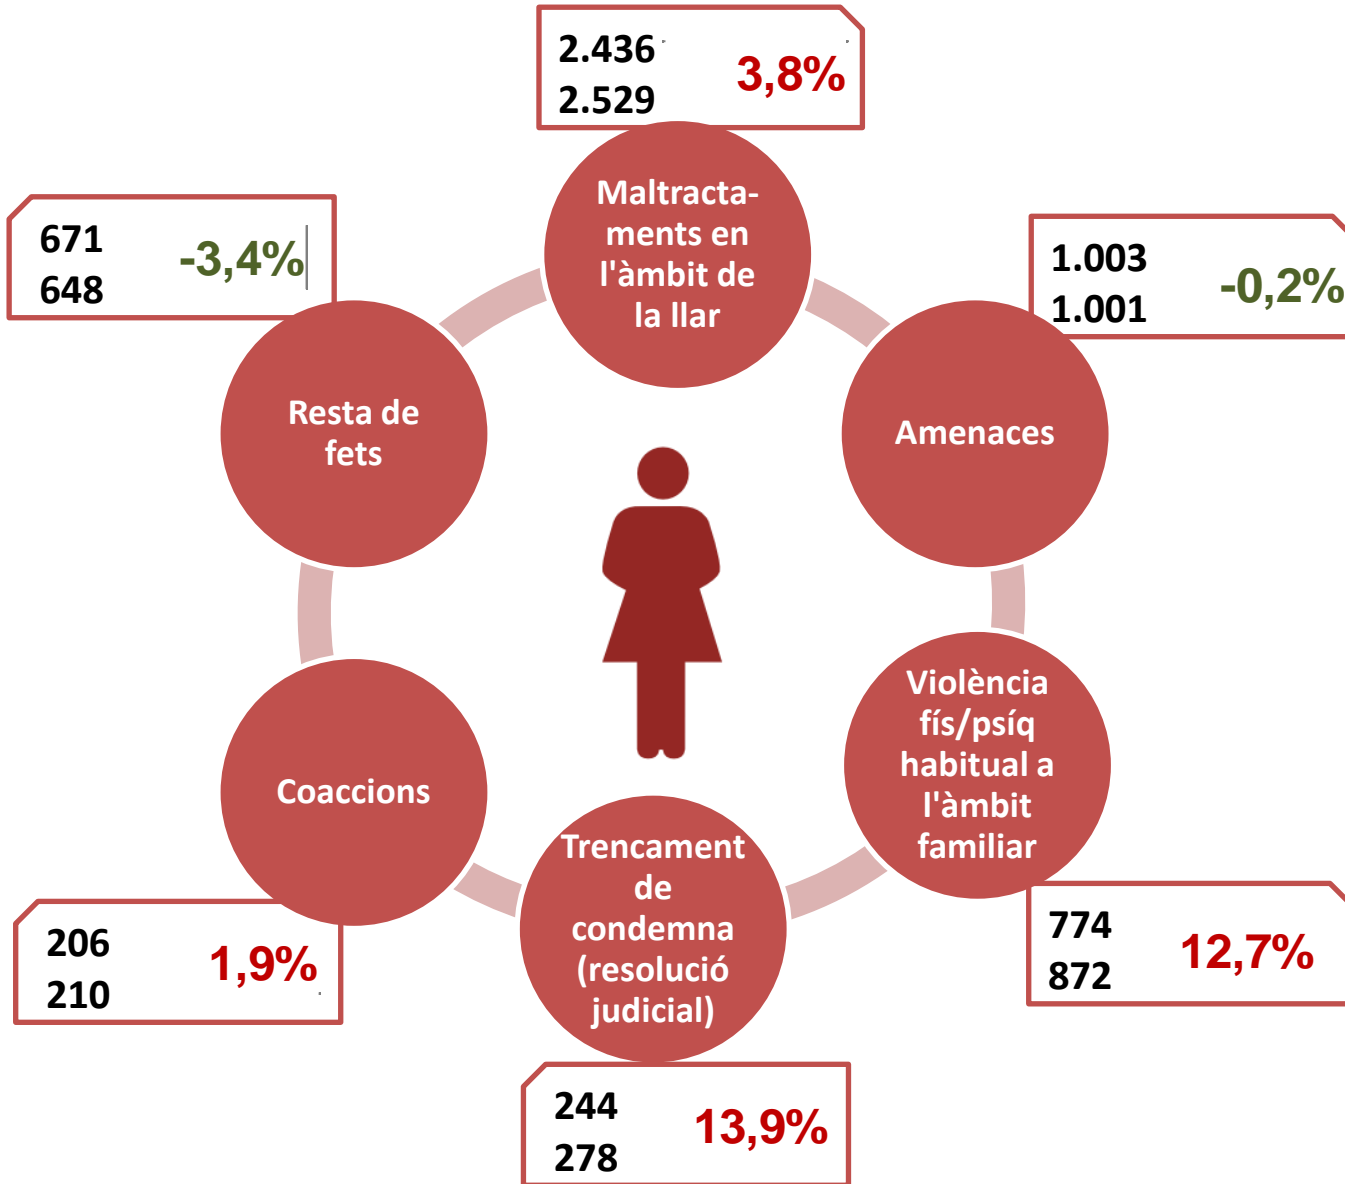 2.436
2.529
3,8%
Maltracta-
ments en
l'àmbit de
la llar
1.003
1.001
-0,2%
Amenaces
Violència
fís/psíq
habitual a
l'àmbit
familiar
774
872
12,7%
Trencament
de
condemna
(resolució
judicial)
244
278
13,9%
Coaccions
206
210
1,9%
Resta de
fets
671
648
-3,4%